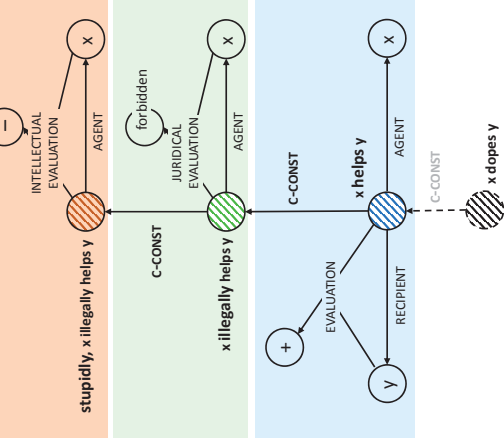 stupidly, x illegally helps y
AGENT
x
INTELLECTUAL
EVALUATION
–
C-CONST
x illegally helps y
AGENT
x
JURIDICAL
EVALUATION
forbidden
C-CONST
x helps y
AGENT
x
RECIPIENT
y
EVALUATION
+
C-CONST
x dopes y